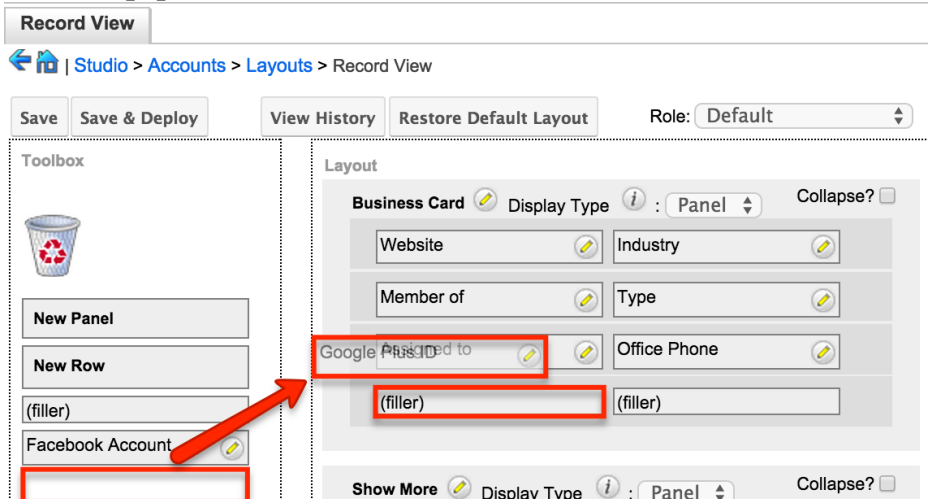 Record View
| Studio > Accounts > Layouts > Record View
Save Save & Deploy View History Restore Default Layout Role: Default
Toolbox
Layout
Business Card Display Type i : Panel Collapse?
Website Industry
Member of Type
New Panel
Google Plus ID Assigned to Office Phone
New Row
(filler) (filler)
(filler)
Facebook Account
Show More Display Type i : Panel Collapse?